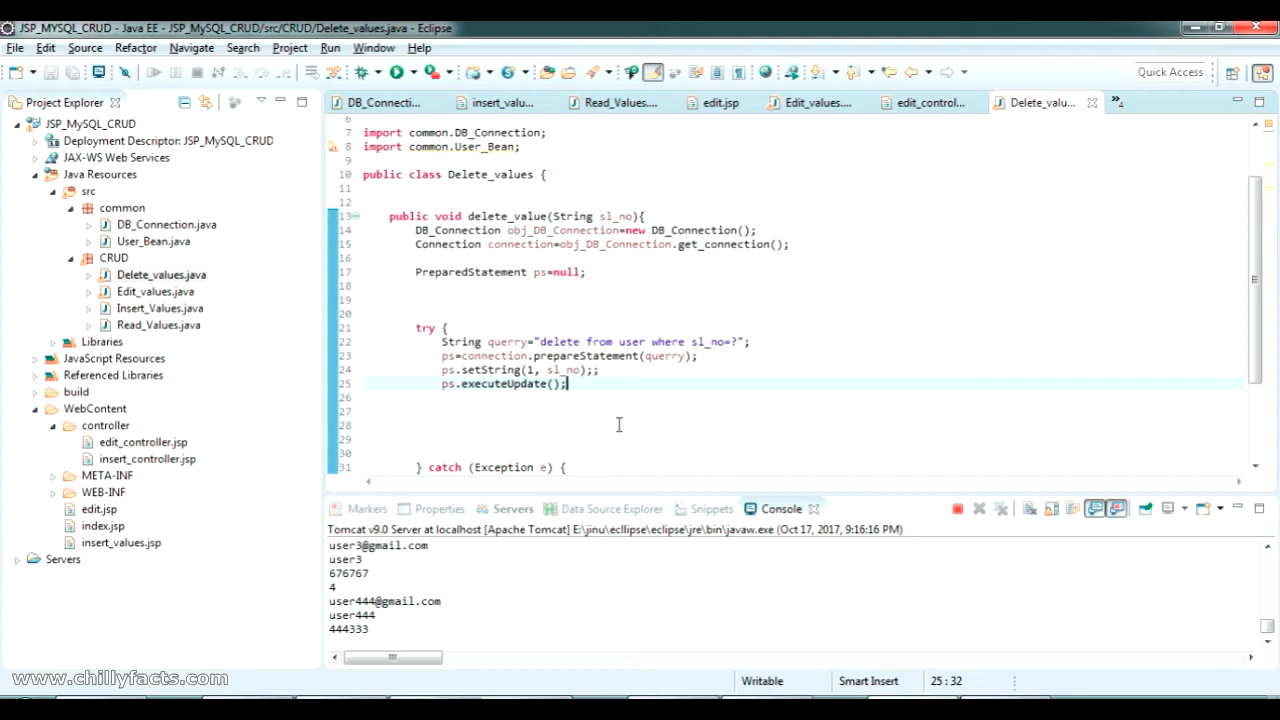 JSP_MYSQL_CRUD - Java EE - JSP_MySQL_CRUD/src/CRUD/Delete_values.java - Eclipse
File Edit Source Refactor Navigate Search Project Run Window Help
Quick Access
Project Explorer
DB_Connecti...
insert_valu...
Read_Values....
edit.jsp
Edit_values....
edit_control...
Delete_valu...
4
JSP_MySQL_CRUD
Deployment Descriptor: JSP_MySQL_CRUD
JAX-WS Web Services
Java Resources
src
common
DB_Connection.java
User_Bean.java
CRUD
Delete_values.java
Edit_values.java
Insert_Values.java
Read_Values.java
Libraries
JavaScript Resources
Referenced Libraries
build
WebContent
controller
edit_controller.jsp
insert_controller.jsp
META-INF
WEB-INF
edit.jsp
index.jsp
insert_values.jsp
Servers
6
7 import common.DB_Connection;
8 import common.User_Bean;
9
10 public class Delete_values {
11
12
13 public void delete_value(String sl_no){
14 DB_Connection obj_DB_Connection=new DB_Connection();
15 Connection connection=obj_DB_Connection.get_connection();
16
17 PreparedStatement ps=null;
18
19
20
21 try {
22 String querry="delete from user where sl_no=?";
23 ps=connection.prepareStatement(querry);
24 ps.setString(1, sl_no);;
25 ps.executeUpdate();
26
27
28
29
30
31 } catch (Exception e) {
Markers Properties Servers Data Source Explorer Snippets Console
Tomcat v9.0 Server at localhost [Apache Tomcat] E:\jinu\ecllipse\eclipse\jre\bin\javaw.exe (Oct 17, 2017, 9:16:16 PM)
user3@gmail.com
user3
676767
4
user444@gmail.com
user444
444333
www.chillyfacts.com
Writable Smart Insert 25 : 32